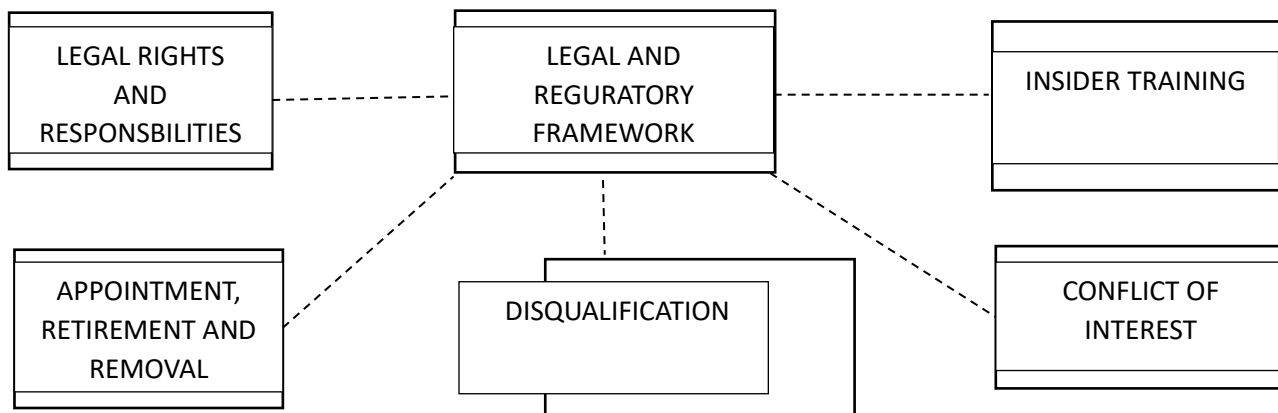 LEGAL RIGHTS
AND
RESPONSBILITIES
LEGAL AND
REGURATORY
FRAMEWORK
INSIDER TRAINING
APPOINTMENT,
RETIREMENT AND
REMOVAL
DISQUALIFICATION
CONFLICT OF
INTEREST